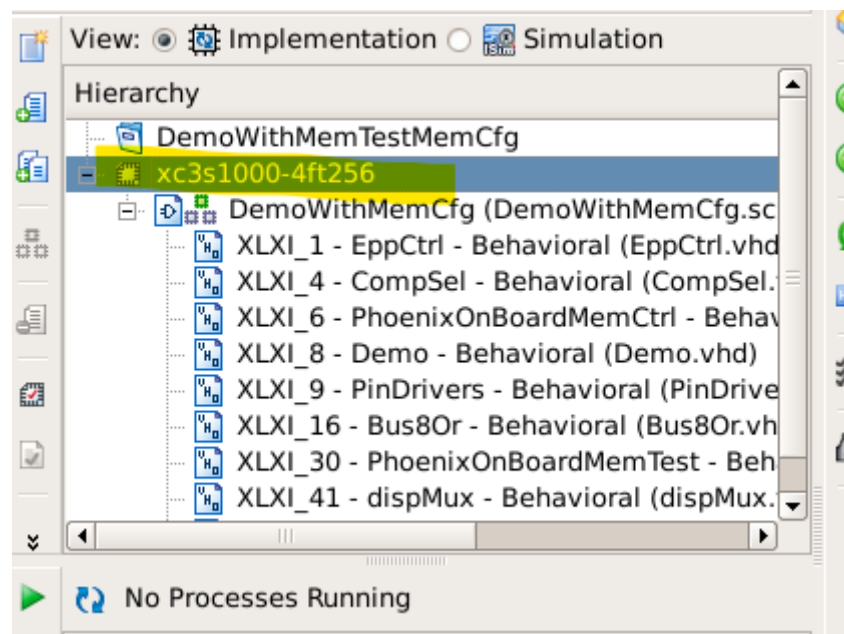 View: Implementation Simulation
Hierarchy
DemoWithMemTestMemCfg
xc3s1000-4ft256
DemoWithMemCfg (DemoWithMemCfg.sc
XLXI_1 - EppCtrl - Behavioral (EppCtrl.vhd
XLXI_4 - CompSel - Behavioral (CompSel.
XLXI_6 - PhoenixOnBoardMemCtrl - Behav
XLXI_8 - Demo - Behavioral (Demo.vhd)
XLXI_9 - PinDrivers - Behavioral (PinDrive
XLXI_16 - Bus8Or - Behavioral (Bus8Or.vh
XLXI_30 - PhoenixOnBoardMemTest - Beh
XLXI_41 - dispMux - Behavioral (dispMux.
No Processes Running